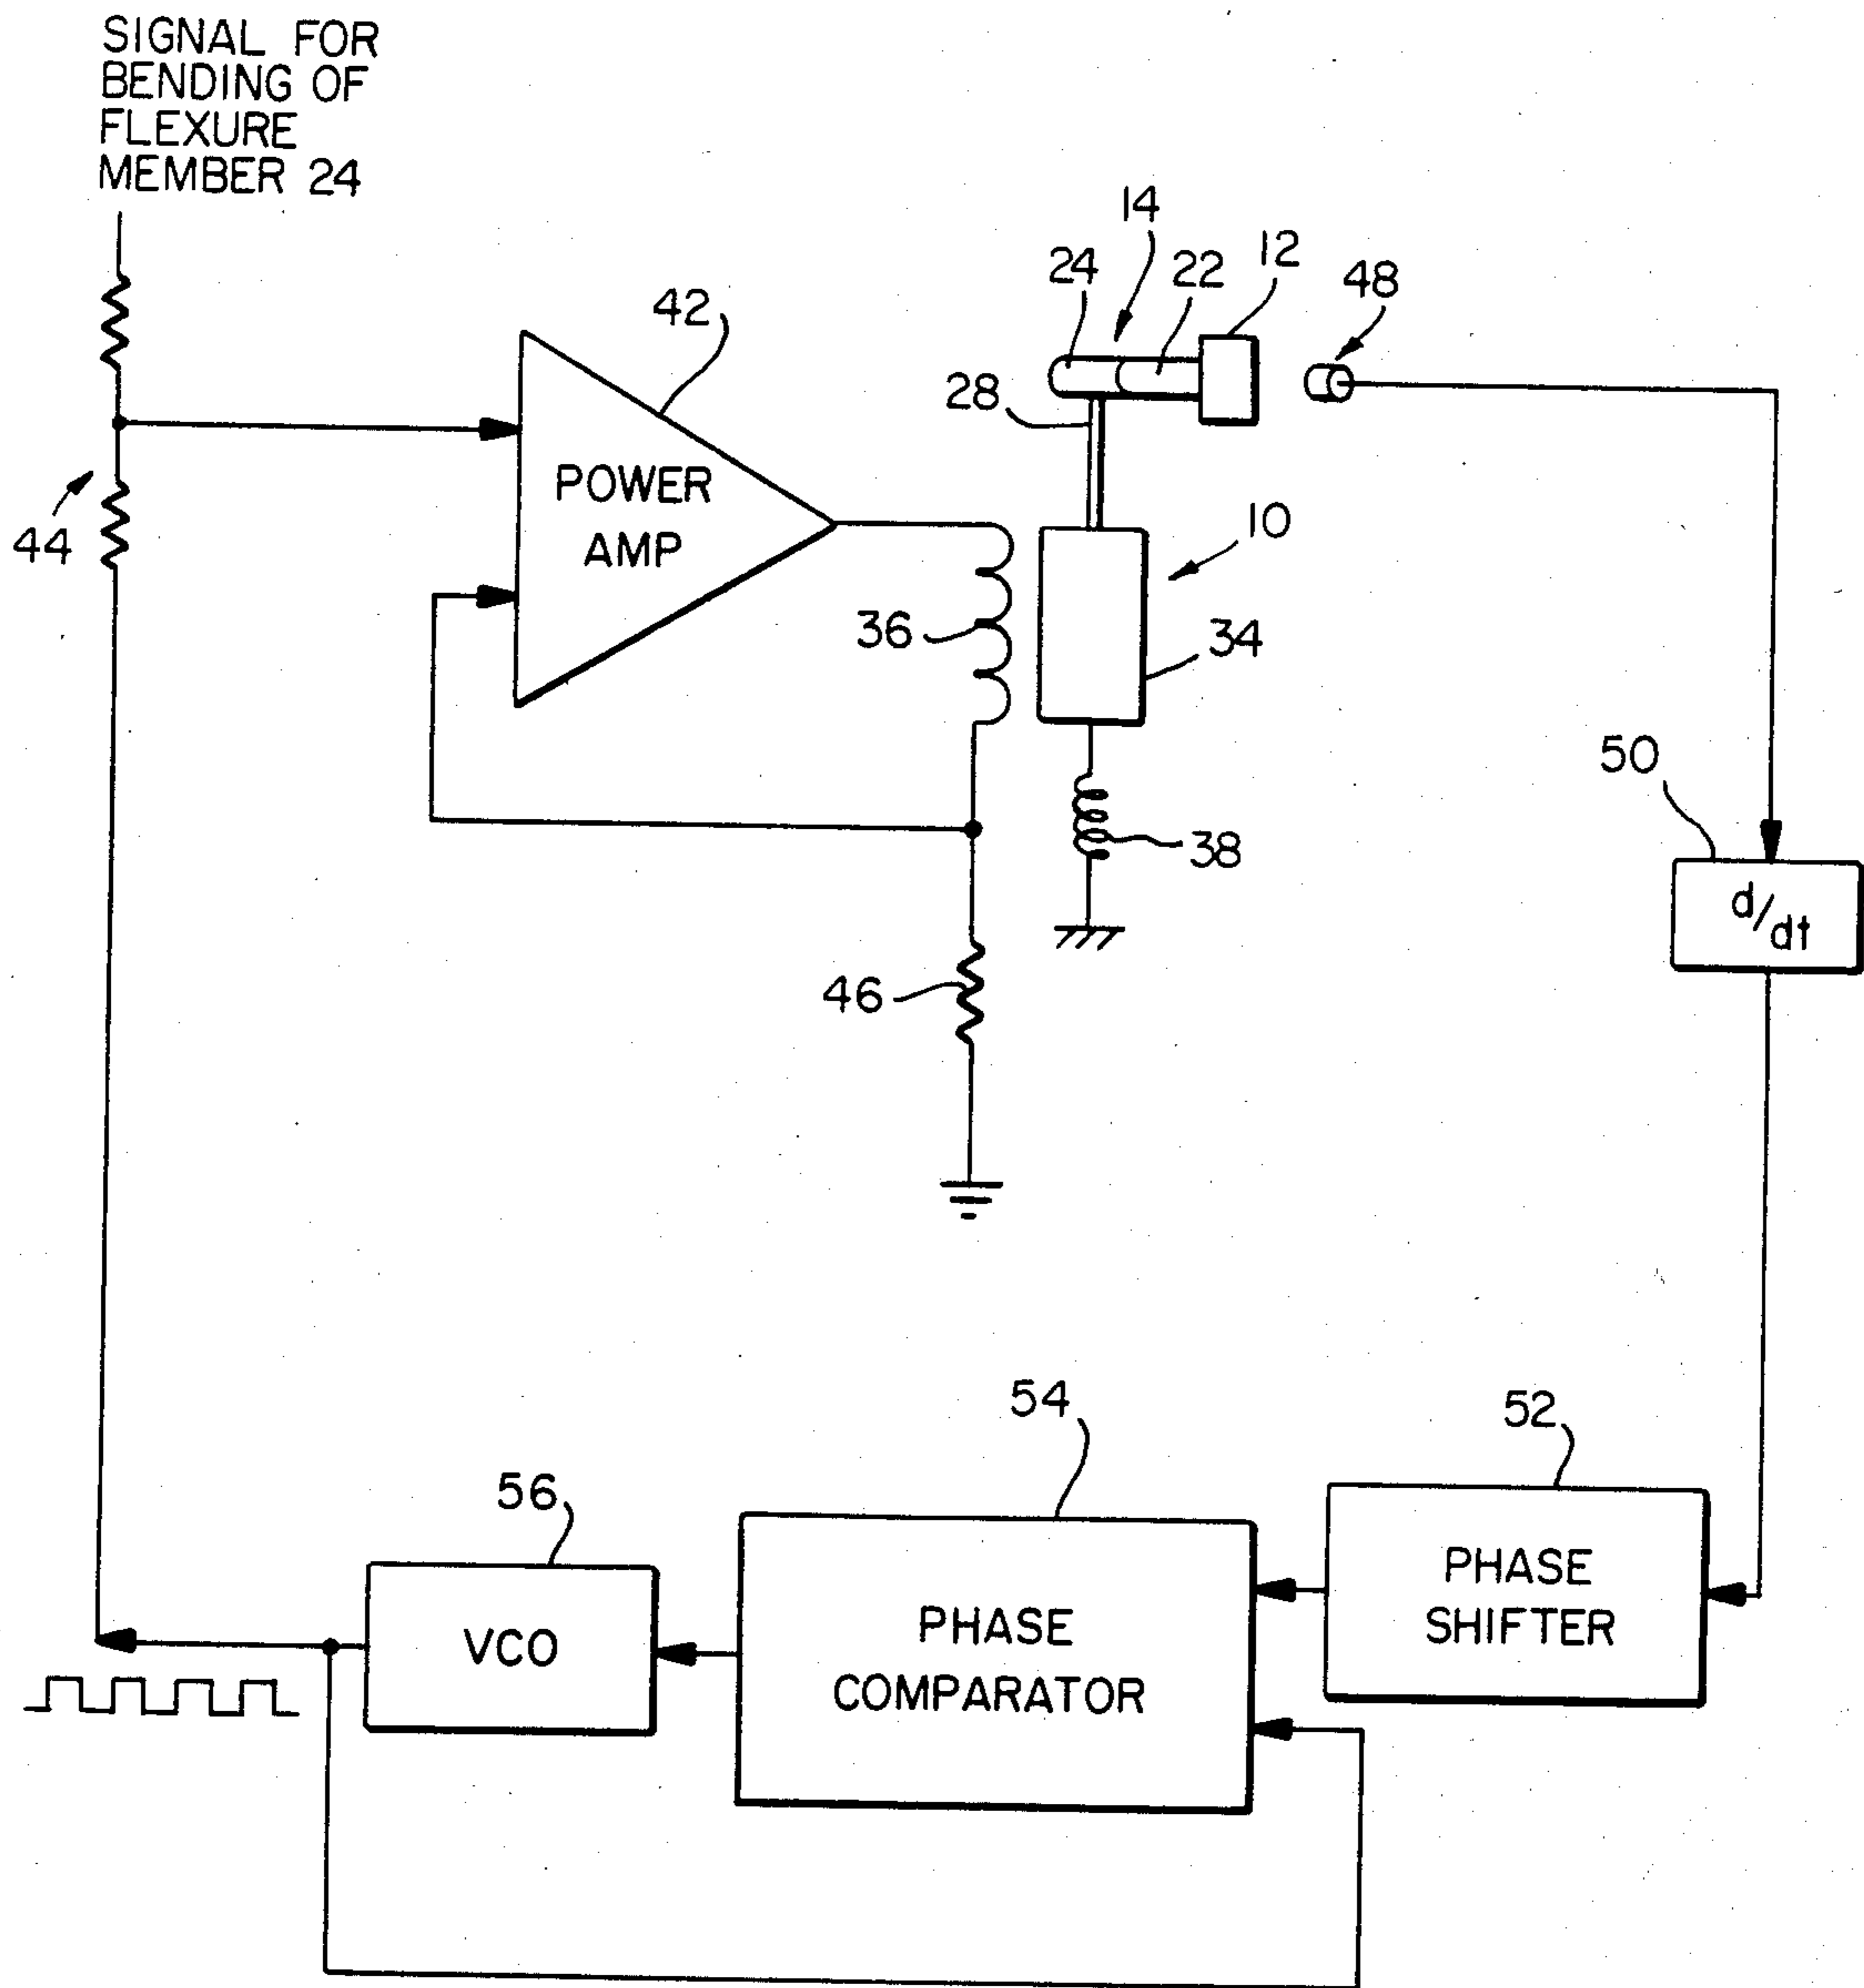 SIGNAL FOR
BENDING OF
FLEXURE
MEMBER 24
14
12
24
22
48
42
28
POWER
AMP
10
44
36
34
50
38
d/dt
46
54
52
56
PHASE
SHIFTER
VCO
PHASE
COMPARATOR